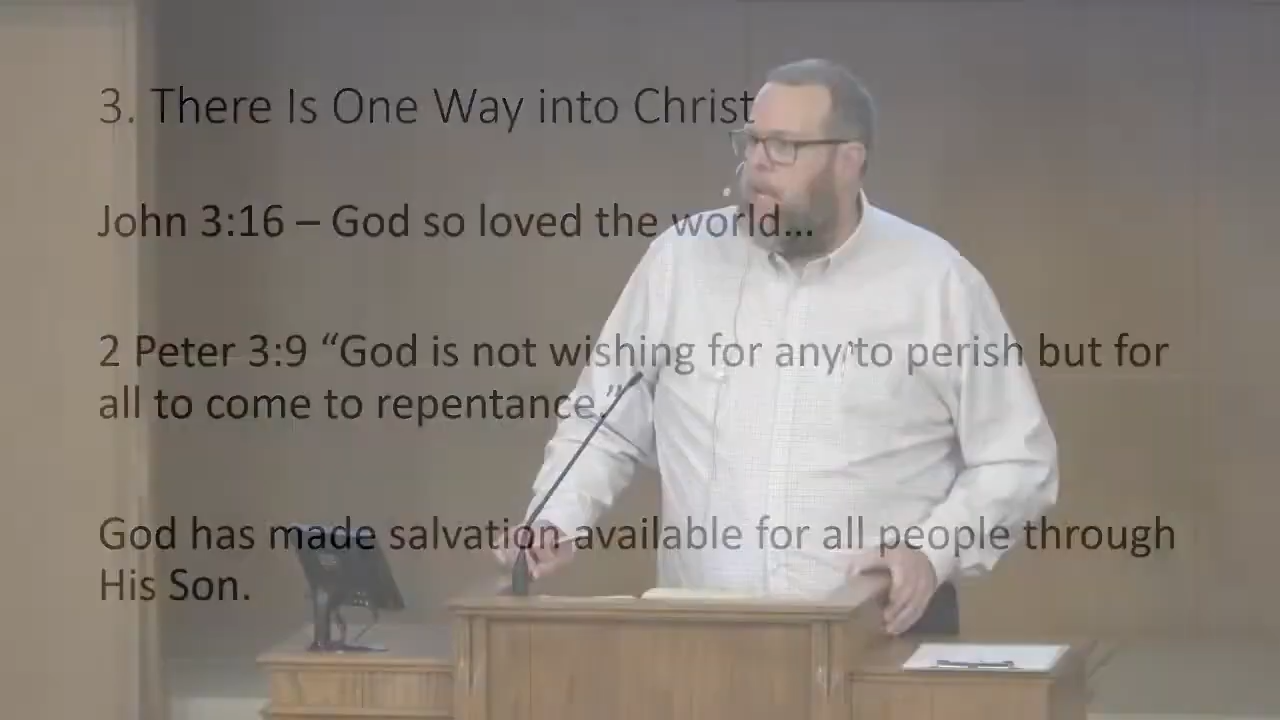 3. There Is One Way into Christ
John 3:16 – God so loved the world...
2 Peter 3:9 “God is not wishing for any to perish but for
all to come to repentance.”
God has made salvation available for all people through
His Son.